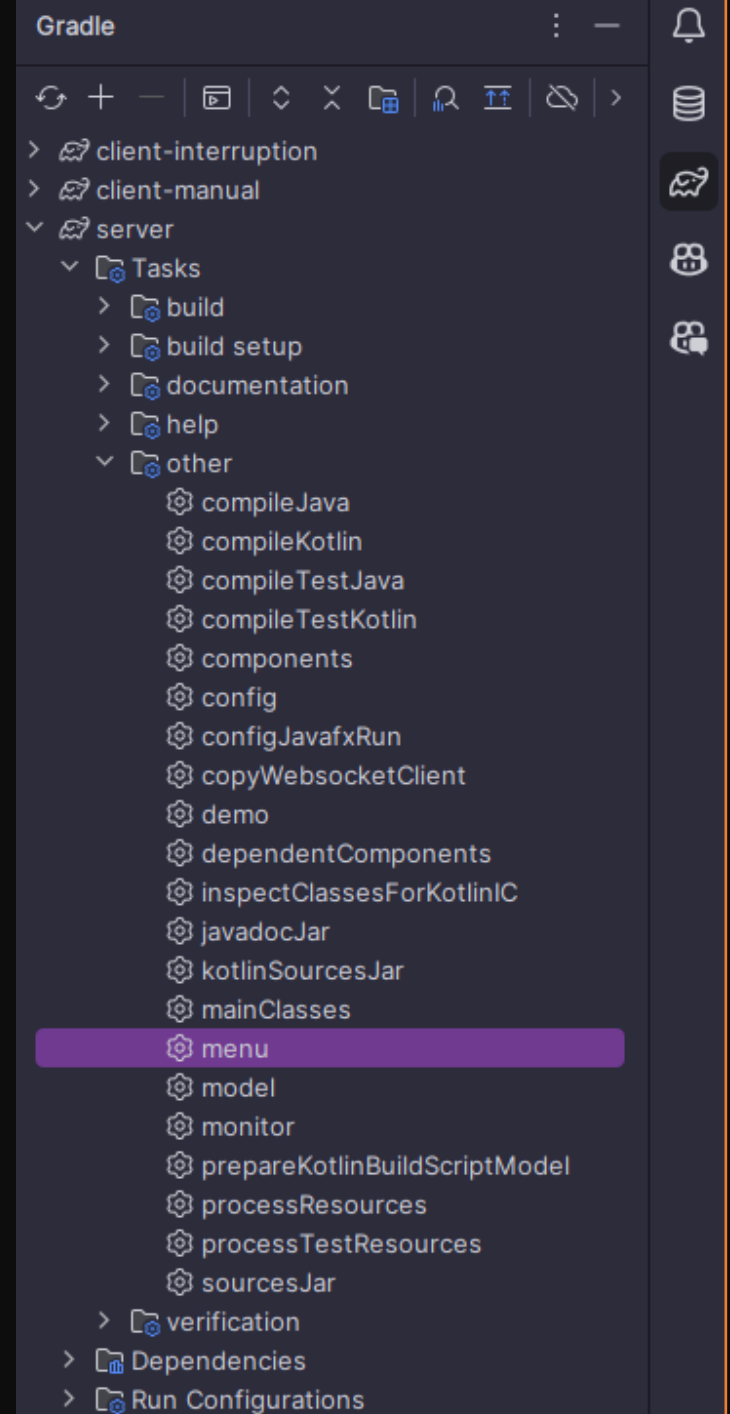 Gradle
client-interruption
client-manual
server
Tasks
build
build setup
documentation
help
other
compileJava
compileKotlin
compileTestJava
compileTestKotlin
components
config
configJavafxRun
copyWebsocketClient
demo
dependentComponents
inspectClassesForKotlinIC
javadocJar
kotlinSourcesJar
mainClasses
menu
model
monitor
prepareKotlinBuildScriptModel
processResources
processTestResources
sourcesJar
verification
Dependencies
Run Configurations